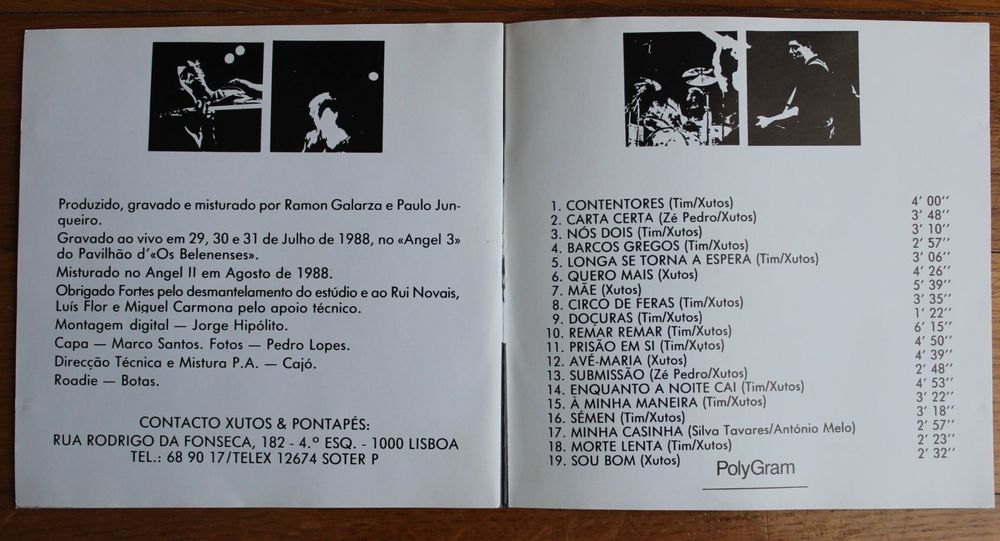 Produzido, gravado e misturado por Ramon Galarza e Paulo Jun-
queiro.
Gravado ao vivo em 29, 30 e 31 de Julho de 1988, no «Angel 3»
do Pavilhão d'«Os Belenenses».
Misturado no Angel II em Agosto de 1988.
Obrigado Fortes pelo desmantelamento do estúdio e ao Rui Novais,
Luís Flor e Miguel Carmona pelo apoio técnico.
Montagem digital — Jorge Hipólito.
Capa — Marco Santos. Fotos — Pedro Lopes.
Direcção Técnica e Mistura P.A. — Cajó.
Roadie — Botas.
CONTACTO XUTOS & PONTAPÉS:
RUA RODRIGO DA FONSECA, 182 - 4.º ESQ. - 1000 LISBOA
TEL.: 68 90 17/TELEX 12674 SOTER P
1. CONTENTORES (Tim/Xutos) 4' 00''
2. CARTA CERTA (Zé Pedro/Xutos) 3' 48''
3. NÓS DOIS (Tim/Xutos) 3' 10''
4. BARCOS GREGOS (Tim/Xutos) 2' 57''
5. LONGA SE TORNA A ESPERA (Tim/Xutos) 3' 06''
6. QUERO MAIS (Xutos) 4' 26''
7. MÃE (Xutos) 5' 39''
8. CIRCO DE FERAS (Tim/Xutos) 3' 35''
9. DOÇURAS (Tim/Xutos) 1' 22''
10. REMAR REMAR (Tim/Xutos) 6' 15''
11. PRISÃO EM SI (Tim/Xutos) 4' 50''
12. AVÉ-MARIA (Xutos) 4' 39''
13. SUBMISSÃO (Zé Pedro/Xutos) 2' 48''
14. ENQUANTO A NOITE CAI (Tim/Xutos) 4' 53''
15. À MINHA MANEIRA (Tim/Xutos) 3' 22''
16. SÉMEN (Tim/Xutos) 3' 18''
17. MINHA CASINHA (Silva Tavares/António Melo) 2' 57''
18. MORTE LENTA (Tim/Xutos) 2' 23''
19. SOU BOM (Xutos) 2' 32''
PolyGram